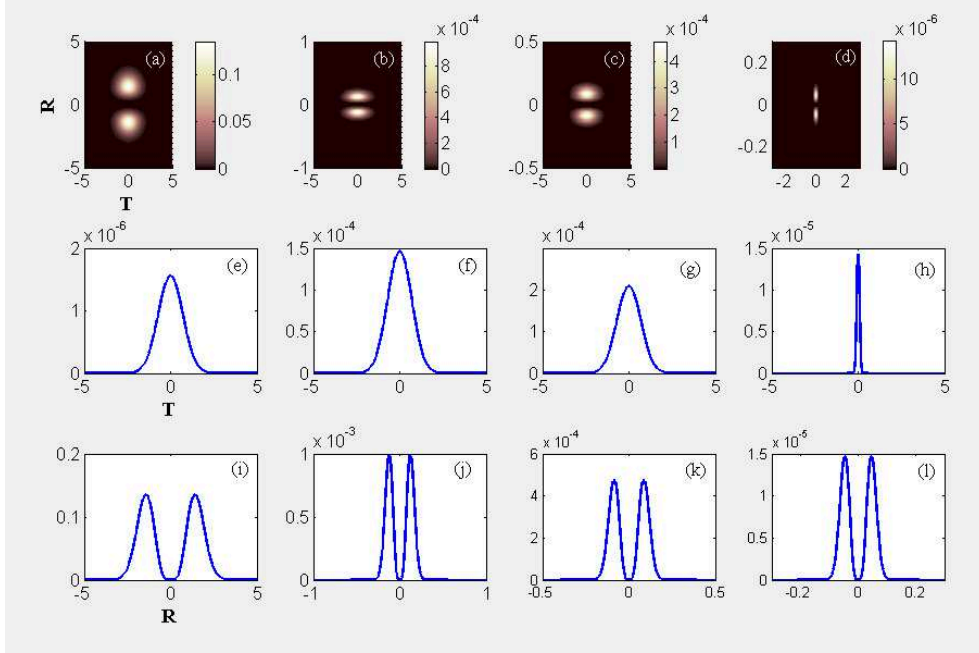 x 10⁻⁴
x 10⁻⁴
x 10⁻⁶
5 (a) 0.1
R 0 0.05
-5 0
-5 0 5
T
1 (b) 8
0 6
4
2
-1 0
-5 0 5
0.5 (c) 4
0 3
2
1
-0.5
-5 0 5
(d) 10
0.2
0 5
-0.2 0
-2 0 2
x 10⁻⁶
2 (e)
1
0
-5 0 5
T
x 10⁻⁴
1.5 (f)
1
0.5
0
-5 0 5
x 10⁻⁴
(g)
2
0
-5 0 5
x 10⁻⁵
1.5 (h)
1
0.5
0
-5 0 5
0.2 (i)
0.1
0
-5 0 5
R
x 10⁻³
1 (j)
0.5
0
-1 0 1
x 10⁻⁴
6 (k)
4
2
0
-0.5 0 0.5
x 10⁻⁵
1.5 (l)
1
0.5
0
-0.2 0 0.2